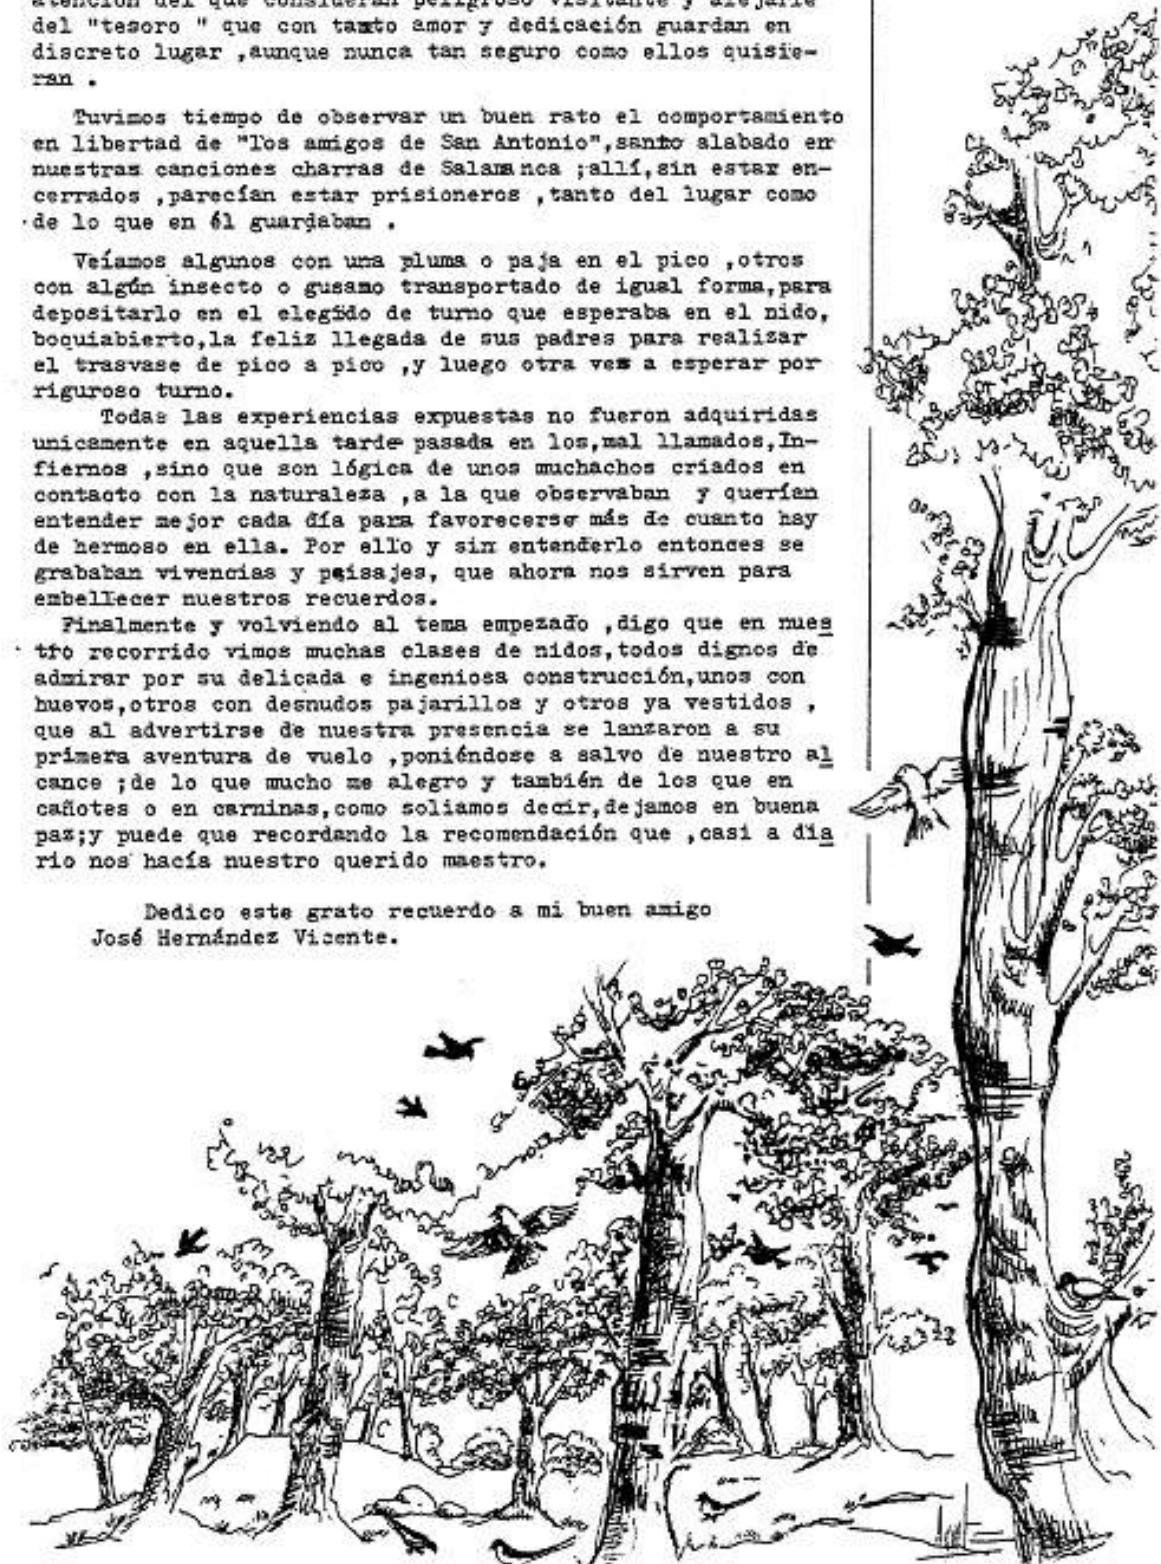 atención del que consideran peligroso visitante y alejarle
del "tesoro " que con tanto amor y dedicación guardan en
discreto lugar ,aunque nunca tan seguro como ellos quisie-
ran .
Tuvimos tiempo de observar un buen rato el comportamiento
en libertad de "los amigos de San Antonio",santo alabado en
nuestras canciones charras de Salamanca ;allí,sin estar en-
cerrados ,parecían estar prisioneros ,tanto del lugar como
de lo que en él guardaban .
Veíamos algunos con una pluma o paja en el pico ,otros
con algún insecto o gusano transportado de igual forma,para
depositarlo en el elegido de turno que esperaba en el nido,
boquiabierto,la feliz llegada de sus padres para realizar
el trasvase de pico a pico ,y luego otra vez a esperar por
riguroso turno.
Todas las experiencias expuestas no fueron adquiridas
unicamente en aquella tarde pasada en los,mal llamados,In-
fiernos ,sino que son lógica de unos muchachos criados en
contacto con la naturaleza ,a la que observaban y querían
entender mejor cada día para favorecerse más de cuanto hay
de hermoso en ella. Por ello y sin entenderlo entonces se
grababan vivencias y paisajes, que ahora nos sirven para
embellecer nuestros recuerdos.
Finalmente y volviendo al tema empezado ,digo que en nues
tro recorrido vimos muchas clases de nidos,todos dignos de
admirar por su delicada e ingeniosa construcción,unos con
huevos,otros con desnudos pajarillos y otros ya vestidos ,
que al advertirse de nuestra presencia se lanzaron a su
primera aventura de vuelo ,poniéndose a salvo de nuestro al
cance ;de lo que mucho me alegro y también de los que en
cañotes o en carninas,como soliamos decir,dejamos en buena
paz;y puede que recordando la recomendación que ,casi a dia
rio nos hacía nuestro querido maestro.
Dedico este grato recuerdo a mi buen amigo
José Hernández Vicente.